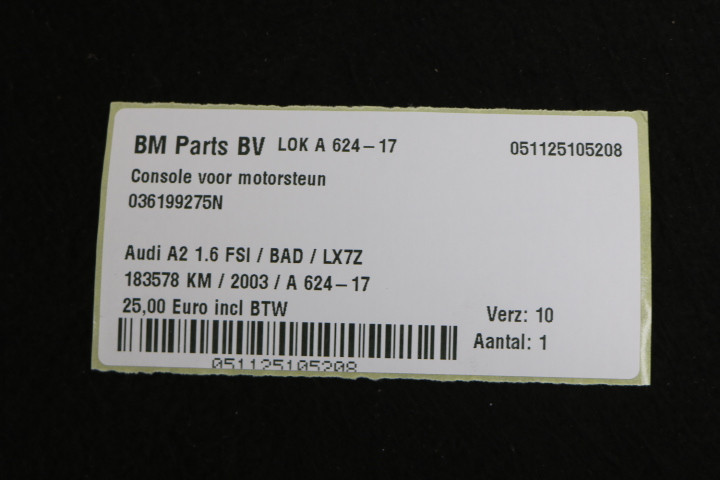 BM Parts BV LOK A 624-17 051125105208
Console voor motorsteun
036199275N
Audi A2 1.6 FSI / BAD / LX7Z
183578 KM / 2003 / A 624-17
25,00 Euro incl BTW
Verz: 10
Aantal: 1
051125105208